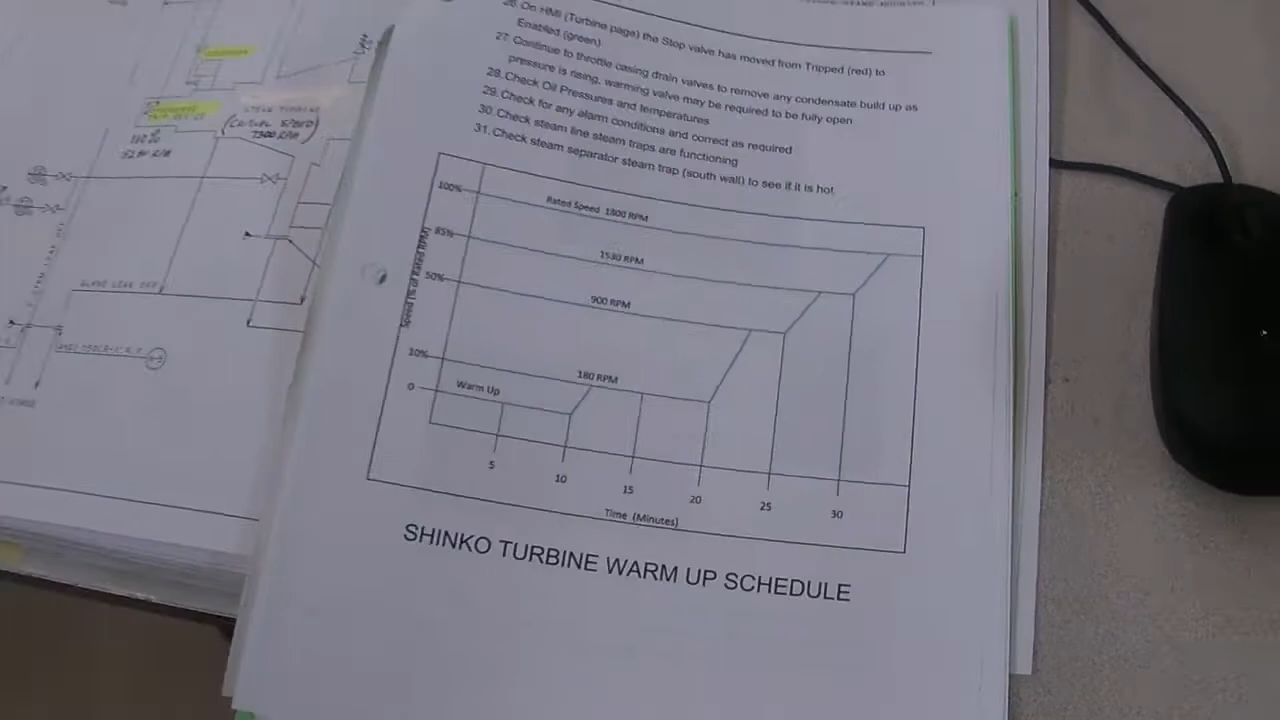 26. On HMI (Turbine page) the Stop valve has moved from Tripped (red) to
Enabled (green)
27. Continue to throttle casing drain valves to remove any condensate build up as
pressure is rising, warming valve may be required to be fully open
28. Check Oil Pressures and temperatures
29. Check for any alarm conditions and correct as required
30. Check steam line steam traps are functioning
31. Check steam separator steam trap (south wall) to see if it is hot
100%
Rated Speed 1800 RPM
85%
1530 RPM
50%
900 RPM
10%
180 RPM
0
Warm Up
Speed (% of Rated RPM)
5
10
15
20
25
30
Time (Minutes)
SHINKO TURBINE WARM UP SCHEDULE
GLAND LEAK OFF